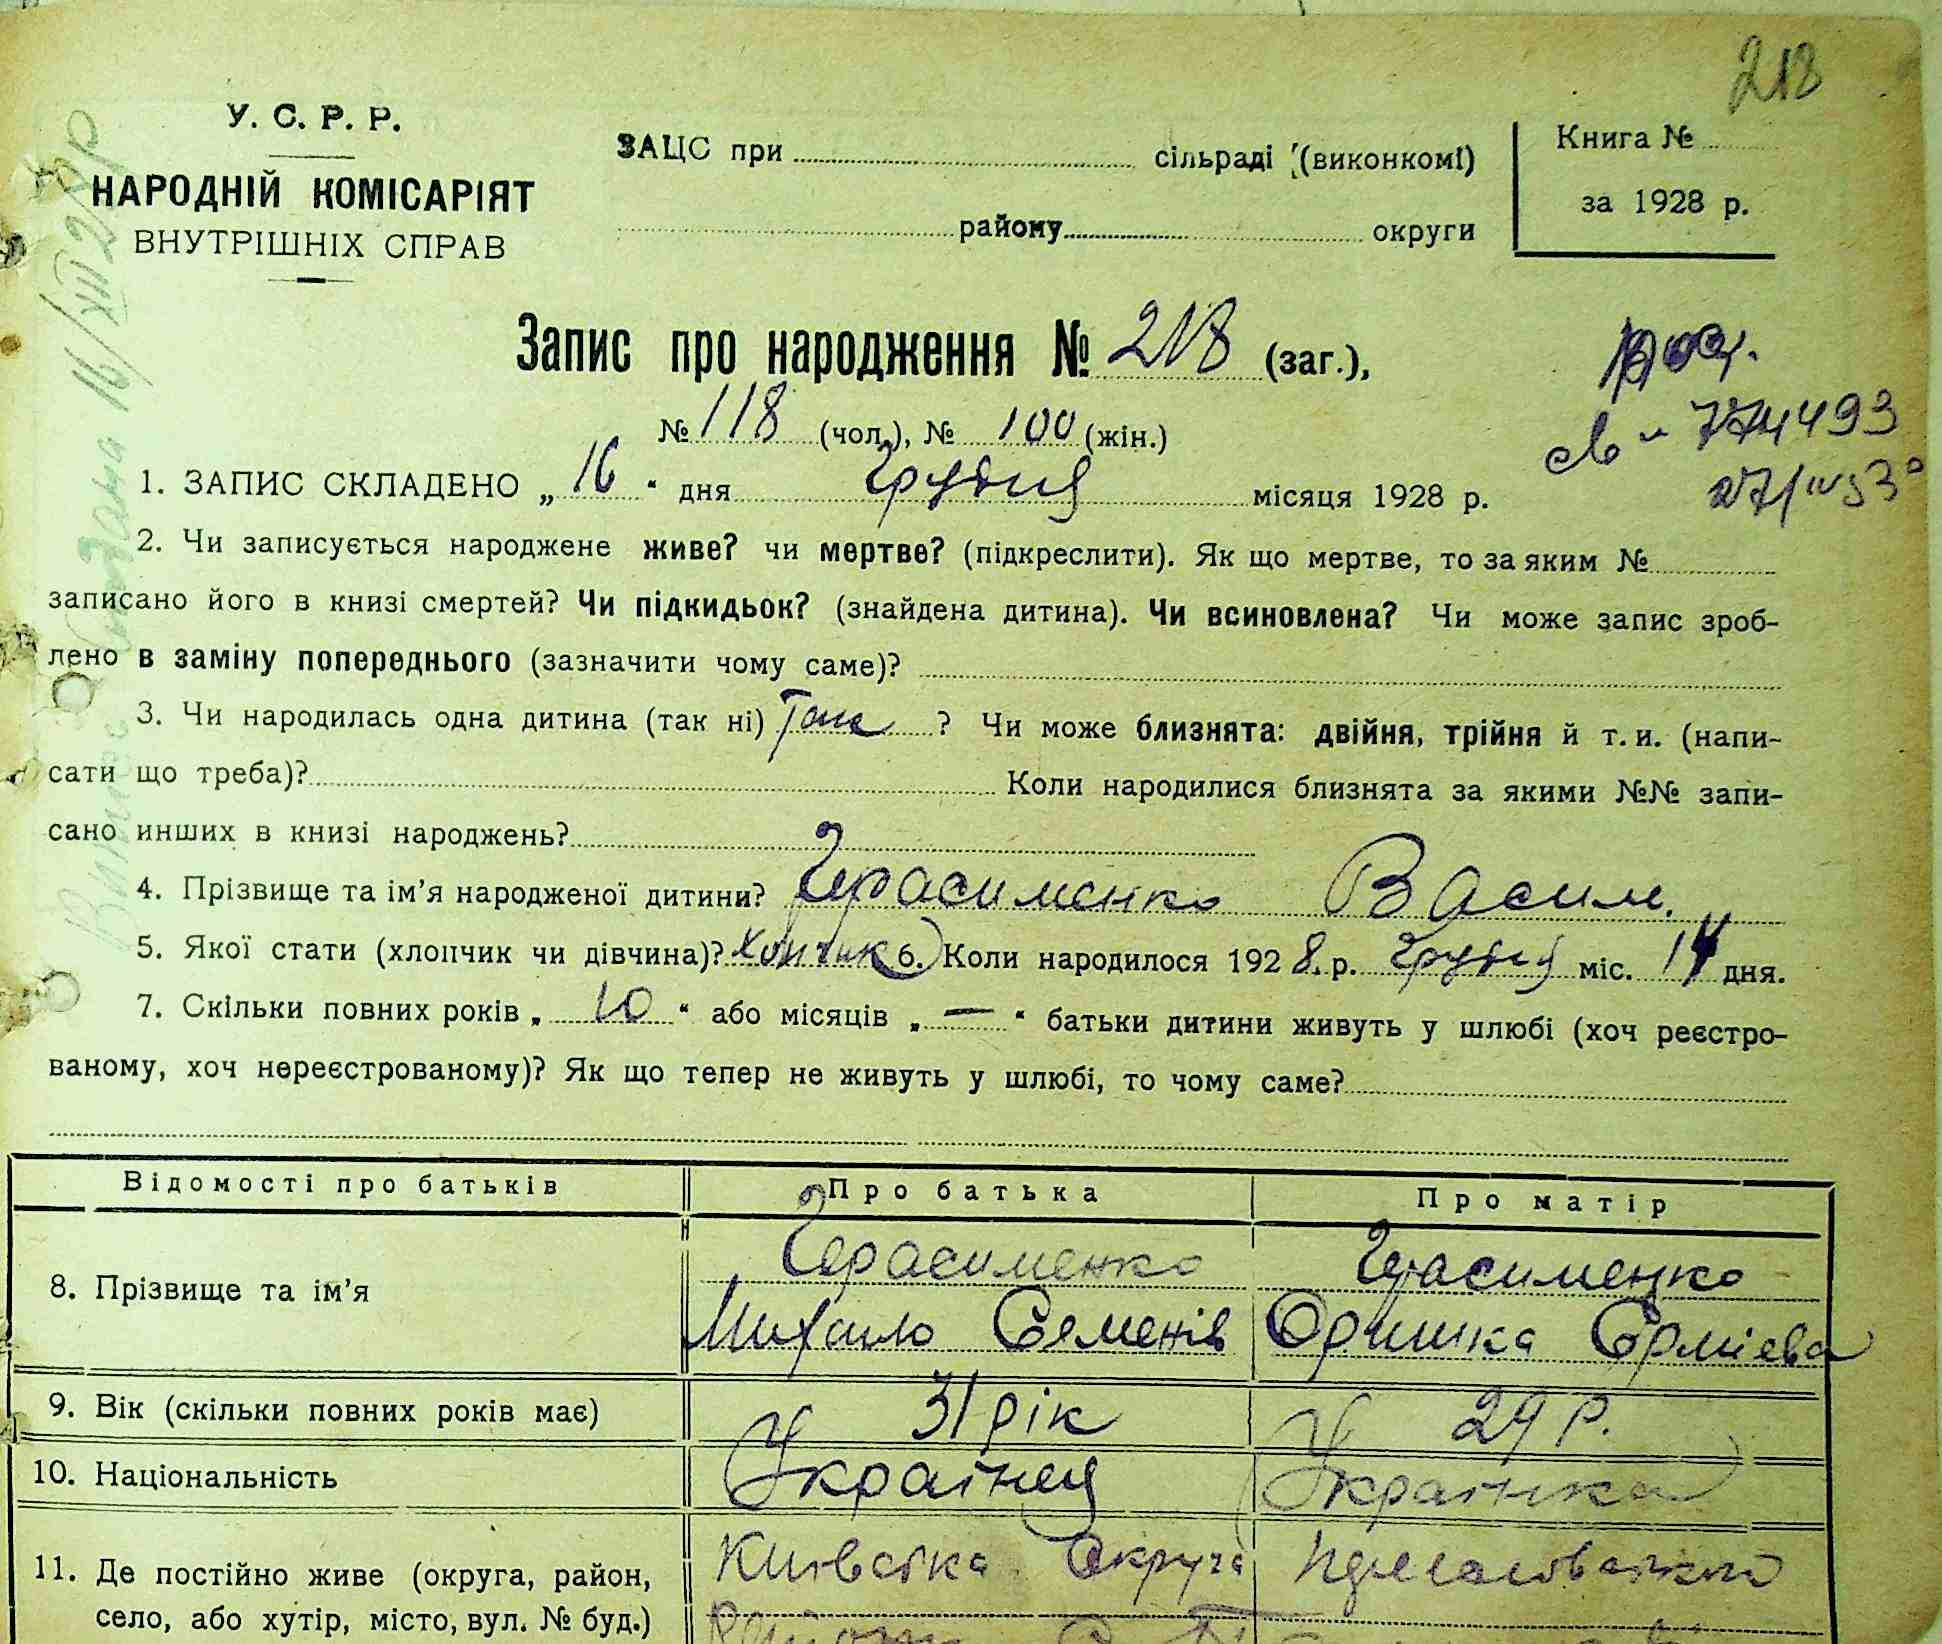 218
У. С. Р. Р.
НАРОДНІЙ КОМІСАРІЯТ
ВНУТРІШНІХ СПРАВ
ЗАЦС при сільраді (виконкомі)
району округи
Книга №
за 1928 р.
Запис про народження № 218 (заг.),
№ 118 (чол.), № 100 (жін.)
774493
1. ЗАПИС СКЛАДЕНО „ 16 “ дня Грудня місяця 1928 р.
2. Чи записується народжене живе? чи мертве? (підкреслити). Як що мертве, то за яким №
записано його в книзі смертей? Чи підкидьок? (знайдена дитина). Чи всиновлена? Чи може запис зроб-
лено в заміну попереднього (зазначити чому саме)?
3. Чи народилась одна дитина (так ні) Так ? Чи може близнята: двійня, трійня й т. и. (напи-
сати що треба)? Коли народилися близнята за якими №№ запи-
сано инших в книзі народжень?
4. Прізвище та ім’я народженої дитини? Герасименко Васил.
5. Якої стати (хлопчик чи дівчина)? Хопчик 6. Коли народилося 1928. р. Грудня міс. 14 дня.
7. Скільки повних років „ 10 “ або місяців „ — “ батьки дитини живуть у шлюбі (хоч реєстро-
ваному, хоч нереєстрованому)? Як що тепер не живуть у шлюбі, то чому саме?
Відомості про батьків Про батька Про матір
8. Прізвище та ім’я
Герасименко
Михайло Семенів
Герасименко
Оришка Єрмієва
9. Вік (скільки повних років має) 31 рік 29 р.
10. Національність Українец Українка
11. Де постійно живе (округа, район,
село, або хутір, місто, вул. № буд.)
Київська Округа